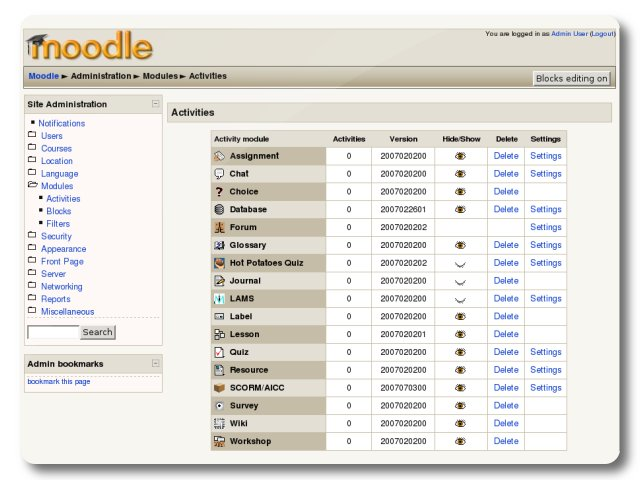 You are logged in as Admin User (Logout)
moodle
Moodle ► Administration ► Modules ► Activities
Blocks editing on
Site Administration
Notifications
Users
Courses
Location
Language
Modules
Activities
Blocks
Filters
Security
Appearance
Front Page
Server
Networking
Reports
Miscellaneous
Search
Admin bookmarks
bookmark this page
Activities
Activity module Activities Version Hide/Show Delete Settings
Assignment 0 2007020200 Delete Settings
Chat 0 2007020200 Delete Settings
Choice 0 2007020200 Delete
Database 0 2007022601 Delete Settings
Forum 0 2007020202 Settings
Glossary 0 2007020200 Delete Settings
Hot Potatoes Quiz 0 2007020202 Delete Settings
Journal 0 2007020200 Delete
LAMS 0 2007020200 Delete Settings
Label 0 2007020200 Delete
Lesson 0 2007020201 Delete
Quiz 0 2007020200 Delete Settings
Resource 0 2007020200 Delete Settings
SCORM/AICC 0 2007070300 Delete Settings
Survey 0 2007020200 Delete
Wiki 0 2007020200 Delete
Workshop 0 2007020200 Delete